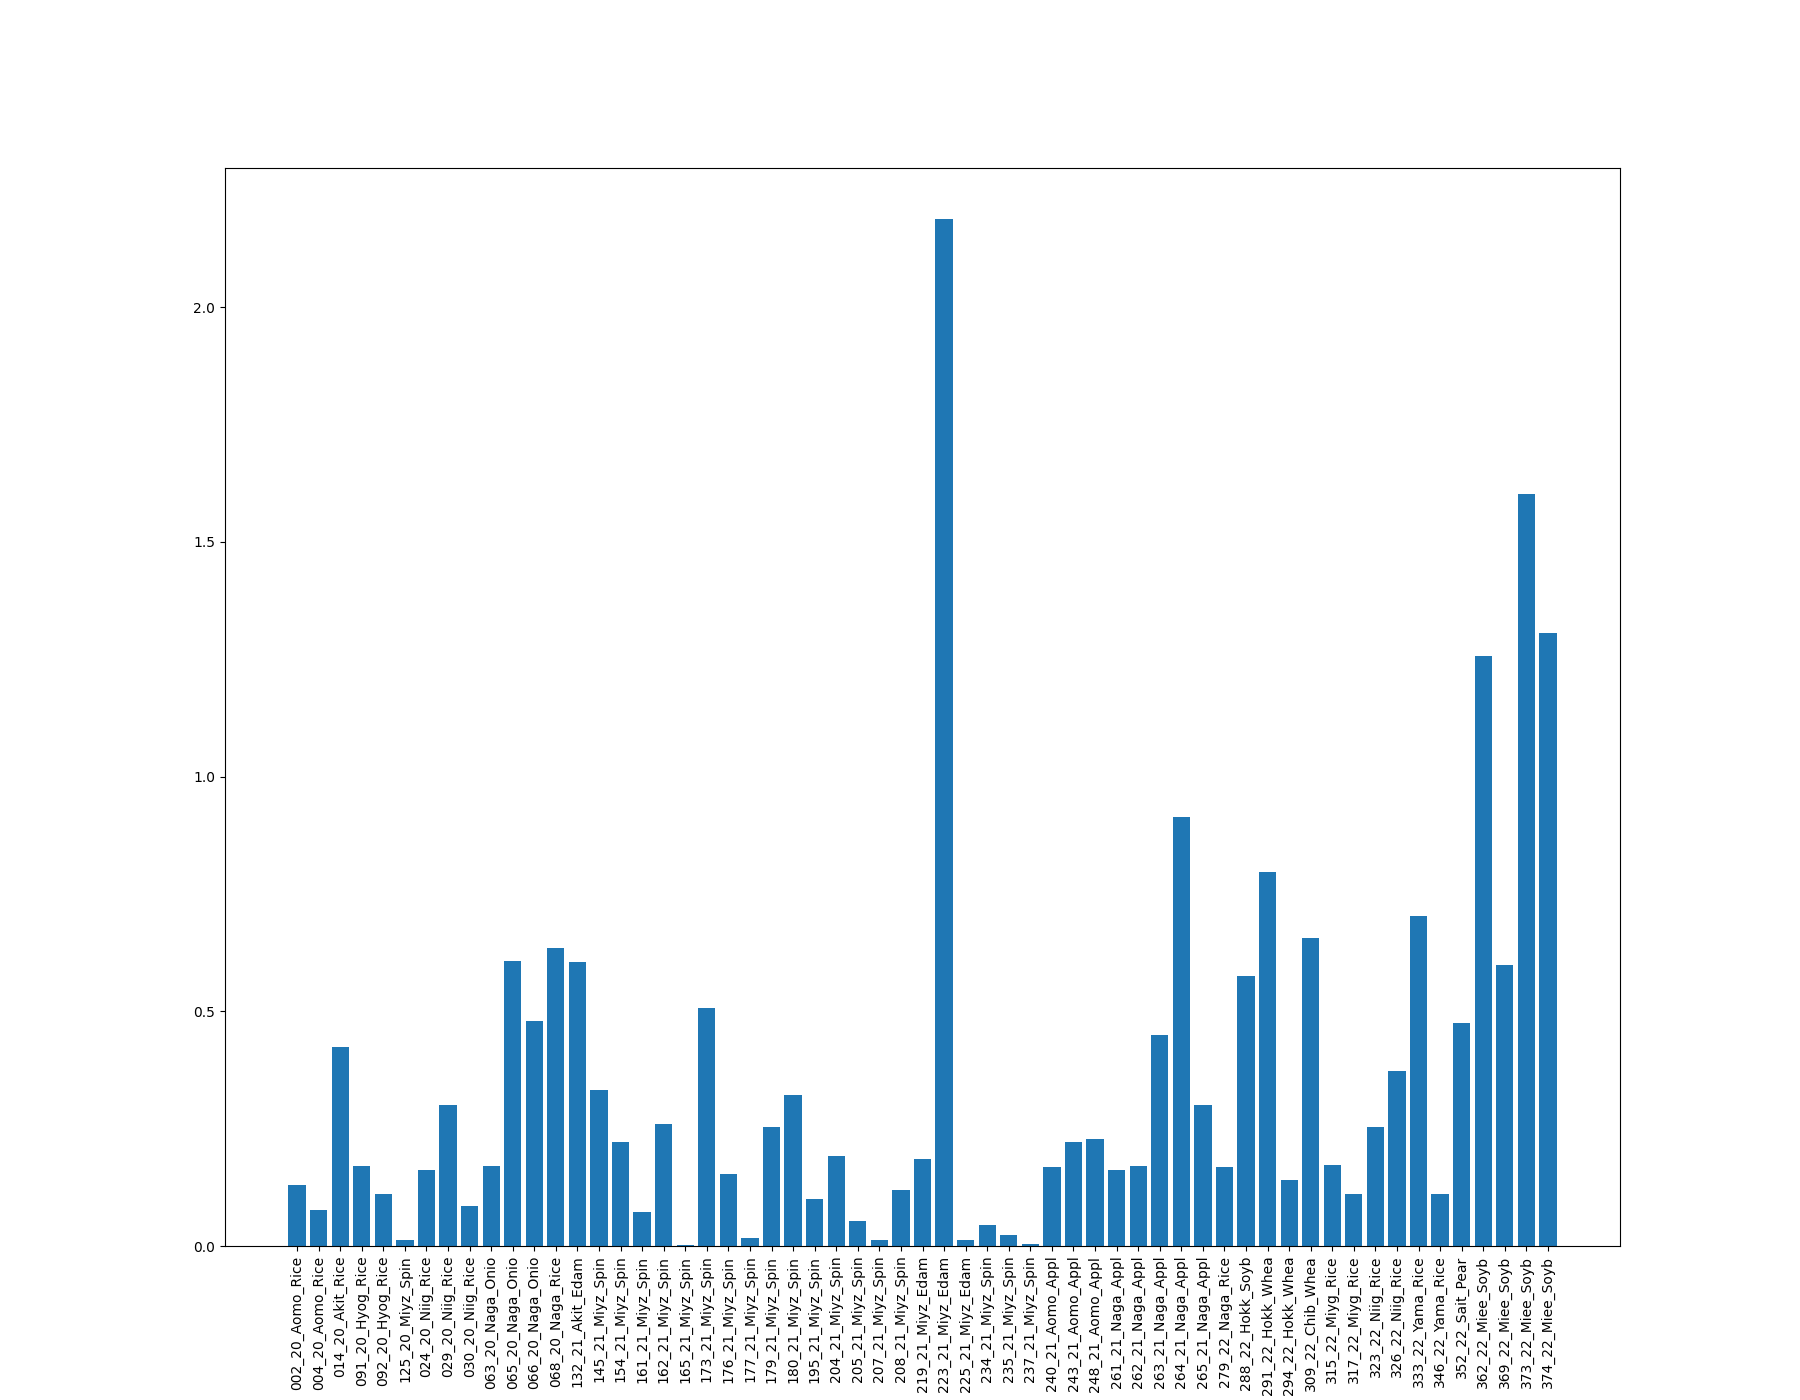 2.0
1.5
1.0
0.5
0.0
002_20_Aomo_Rice
004_20_Aomo_Rice
014_20_Akit_Rice
091_20_Hyog_Rice
092_20_Hyog_Rice
125_20_Miyz_Spin
024_20_Niig_Rice
029_20_Niig_Rice
030_20_Niig_Rice
063_20_Naga_Onio
065_20_Naga_Onio
066_20_Naga_Onio
068_20_Naga_Rice
132_21_Akit_Edam
145_21_Miyz_Spin
154_21_Miyz_Spin
161_21_Miyz_Spin
162_21_Miyz_Spin
165_21_Miyz_Spin
173_21_Miyz_Spin
176_21_Miyz_Spin
177_21_Miyz_Spin
179_21_Miyz_Spin
180_21_Miyz_Spin
195_21_Miyz_Spin
204_21_Miyz_Spin
205_21_Miyz_Spin
207_21_Miyz_Spin
208_21_Miyz_Spin
219_21_Miyz_Edam
223_21_Miyz_Edam
225_21_Miyz_Edam
234_21_Miyz_Spin
235_21_Miyz_Spin
237_21_Miyz_Spin
240_21_Aomo_Appl
243_21_Aomo_Appl
248_21_Aomo_Appl
261_21_Naga_Appl
262_21_Naga_Appl
263_21_Naga_Appl
264_21_Naga_Appl
265_21_Naga_Appl
279_22_Naga_Rice
288_22_Hokk_Soyb
291_22_Hokk_Whea
294_22_Hokk_Whea
309_22_Chib_Whea
315_22_Miyg_Rice
317_22_Miyg_Rice
323_22_Niig_Rice
326_22_Niig_Rice
333_22_Yama_Rice
346_22_Yama_Rice
352_22_Sait_Pear
362_22_Miee_Soyb
369_22_Miee_Soyb
373_22_Miee_Soyb
374_22_Miee_Soyb